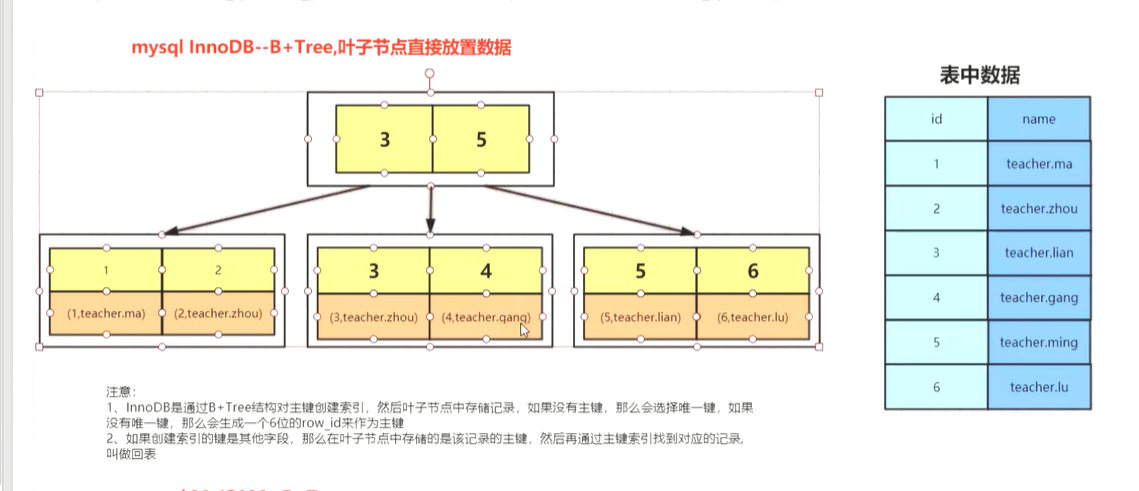 mysql InnoDB--B+Tree,叶子节点直接放置数据
3 5
1 2
(1,teacher.ma) (2,teacher.zhou)
3 4
(3,teacher.zhou) (4,teacher.gang)
5 6
(5,teacher.lian) (6,teacher.lu)
注意：
1、InnoDB是通过B+Tree结构对主键创建索引，然后叶子节点中存储记录，如果没有主键，那么会选择唯一键，如果
没有唯一键，那么会生成一个6位的row_id来作为主键
2、如果创建索引的键是其他字段，那么在叶子节点中存储的是该记录的主键，然后再通过主键索引找到对应的记录,
叫做回表
表中数据
id name
1 teacher.ma
2 teacher.zhou
3 teacher.lian
4 teacher.gang
5 teacher.ming
6 teacher.lu